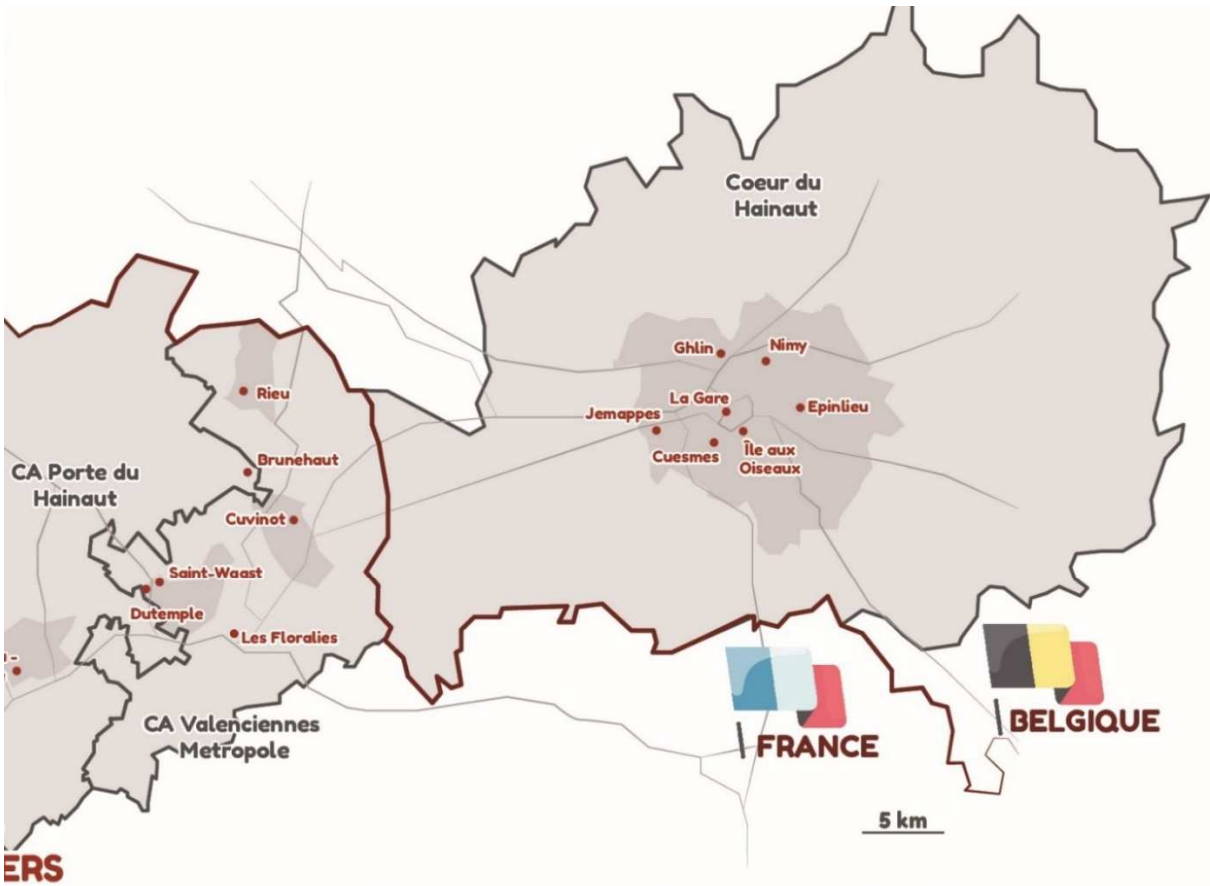 Coeur du
Hainaut
Ghlin
Nimy
La Gare
Epinlieu
Jemappes
Cuesmes
Île aux
Oiseaux
Rieu
Brunehaut
CA Porte du
Hainaut
Cuvinot
Saint-Waast
Dutemple
Les Floralies
CA Valenciennes
Metropole
FRANCE
BELGIQUE
5 km
ERS